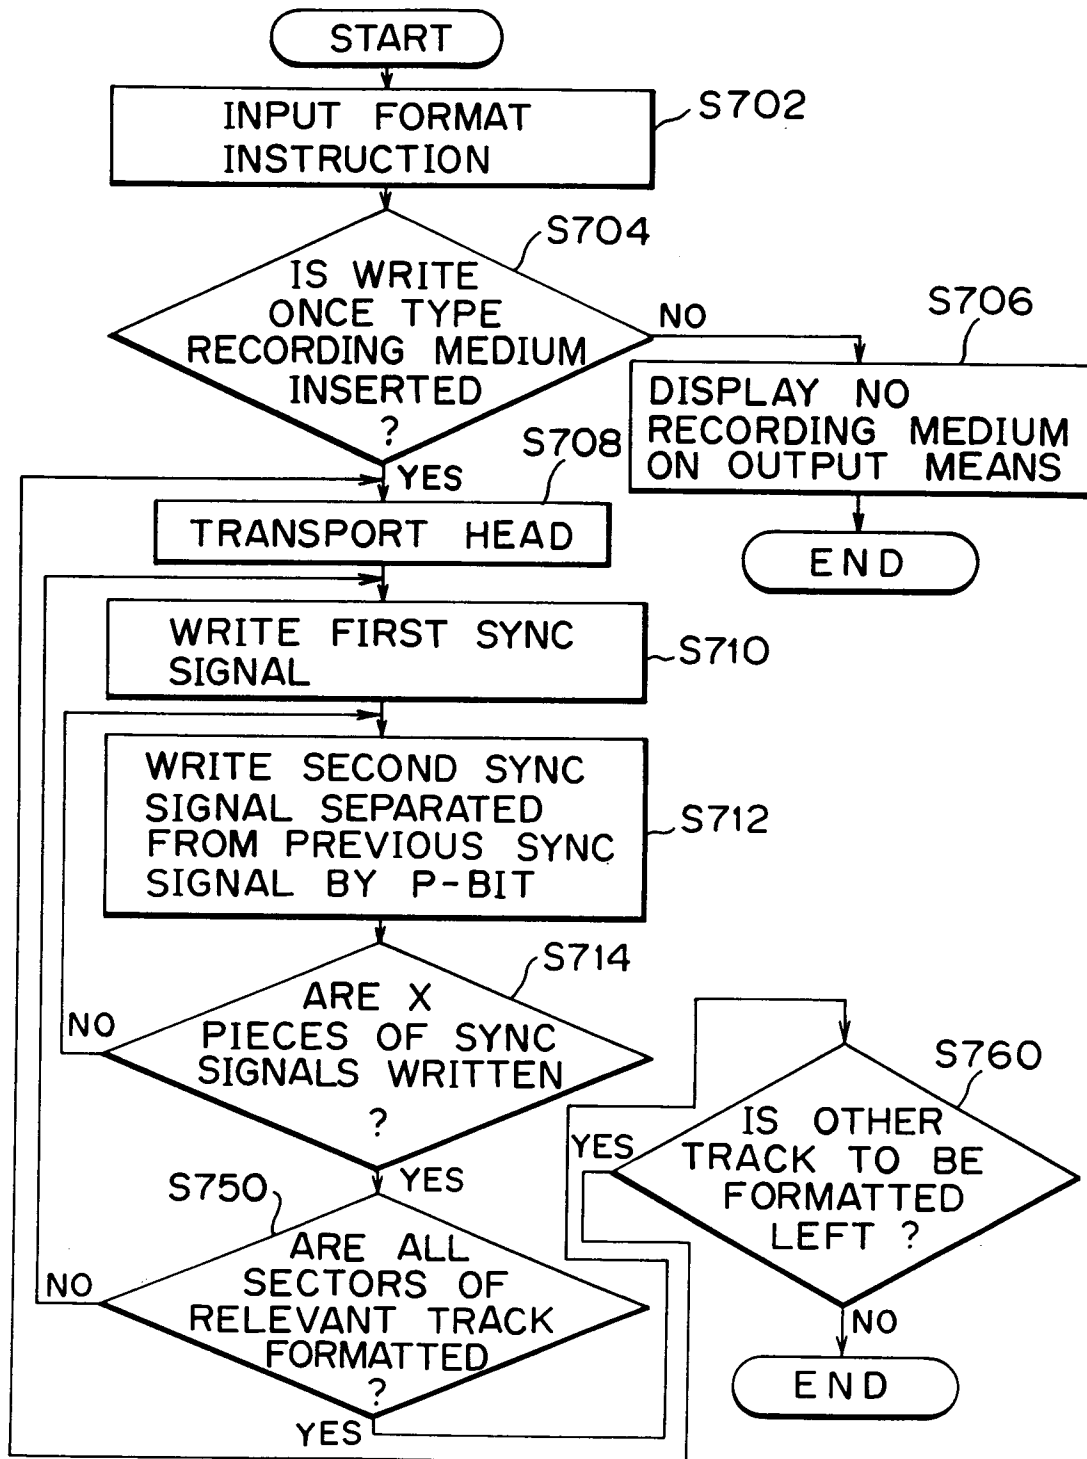 START
INPUT FORMAT
INSTRUCTION
S702
S704
IS WRITE
ONCE TYPE
RECORDING MEDIUM
INSERTED
?
NO
S706
DISPLAY NO
RECORDING MEDIUM
ON OUTPUT MEANS
END
YES
S708
TRANSPORT HEAD
WRITE FIRST SYNC
SIGNAL
S710
WRITE SECOND SYNC
SIGNAL SEPARATED
FROM PREVIOUS SYNC
SIGNAL BY P-BIT
S712
S714
ARE X
PIECES OF SYNC
SIGNALS WRITTEN
?
NO
YES
S750
ARE ALL
SECTORS OF
RELEVANT TRACK
FORMATTED
?
NO
YES
S760
IS OTHER
TRACK TO BE
FORMATTED
LEFT ?
YES
NO
END